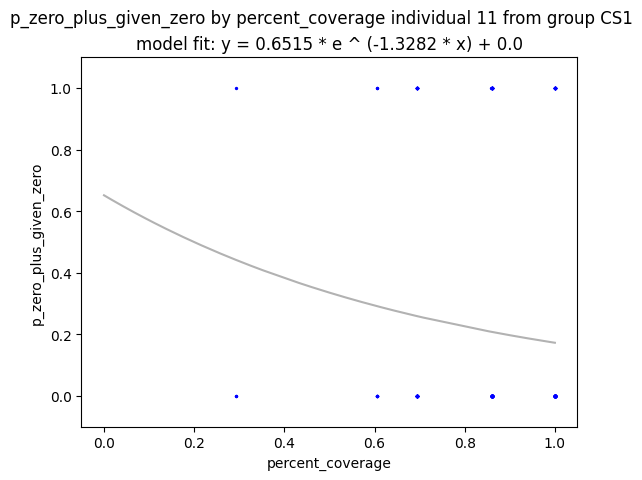 p_zero_plus_given_zero by percent_coverage individual 11 from group CS1
model fit: y = 0.6515 * e ^ (-1.3282 * x) + 0.0
1.0
0.8
0.6
0.4
0.2
0.0
p_zero_plus_given_zero
0.0 0.2 0.4 0.6 0.8 1.0
percent_coverage